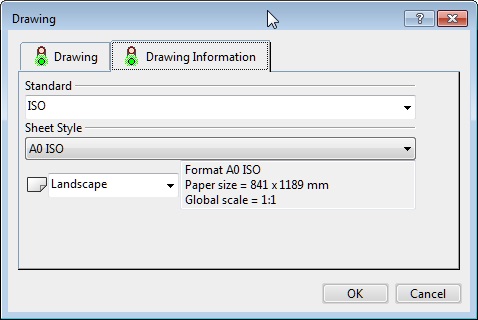 Drawing
Drawing
Drawing Information
Standard
ISO
Sheet Style
A0 ISO
Landscape
Format A0 ISO
Paper size = 841 x 1189 mm
Global scale = 1:1
OK
Cancel